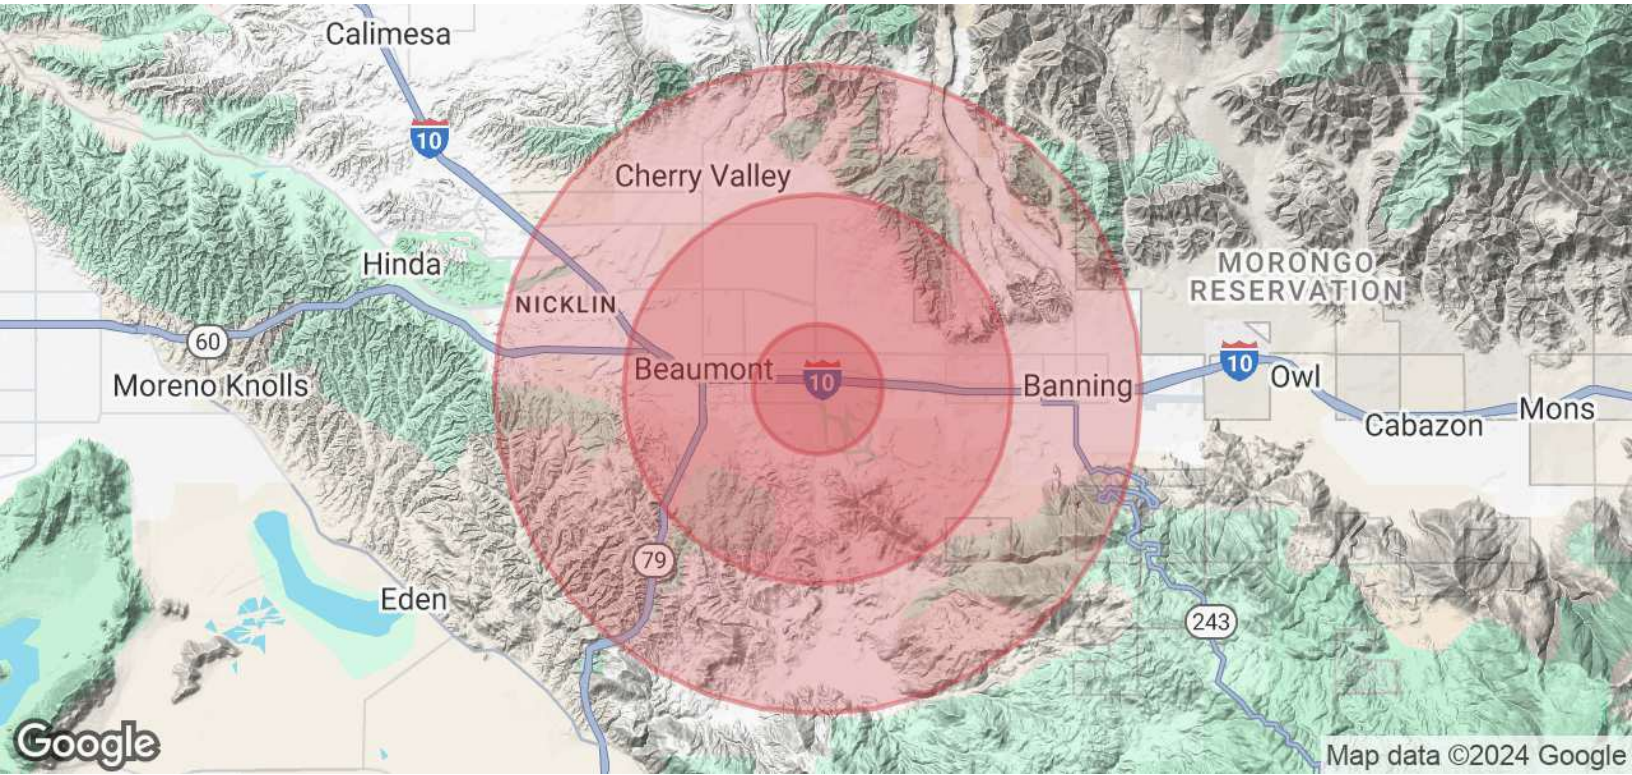 Calimesa
10
Cherry Valley
Hinda
MORONGO
RESERVATION
NICKLIN
60
Beaumont
10
10
Moreno Knolls
Banning
Owl
Mons
Cabazon
79
Eden
243
Google
Map data ©2024 Google